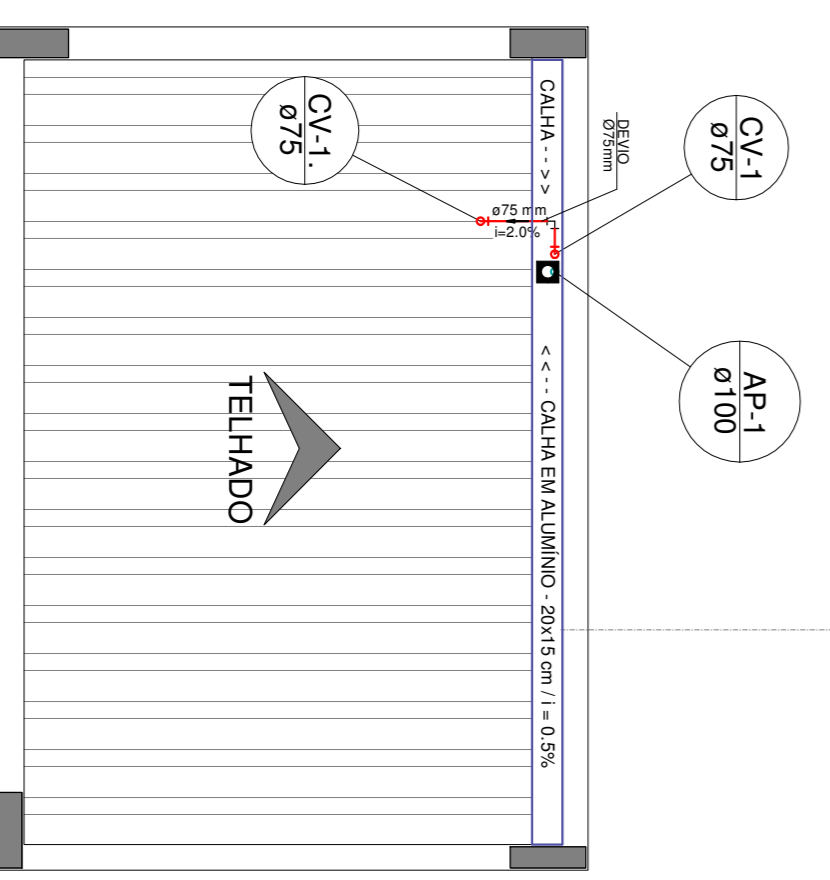 CV-1.
ø75
CALHA - - > >
DEVIO
Ø75mm
CV-1
ø75
ø75 mm
i=2.0%
AP-1
ø100
TELHADO
< < - - CALHA EM ALUMÍNIO - 20x15 cm / i = 0.5%